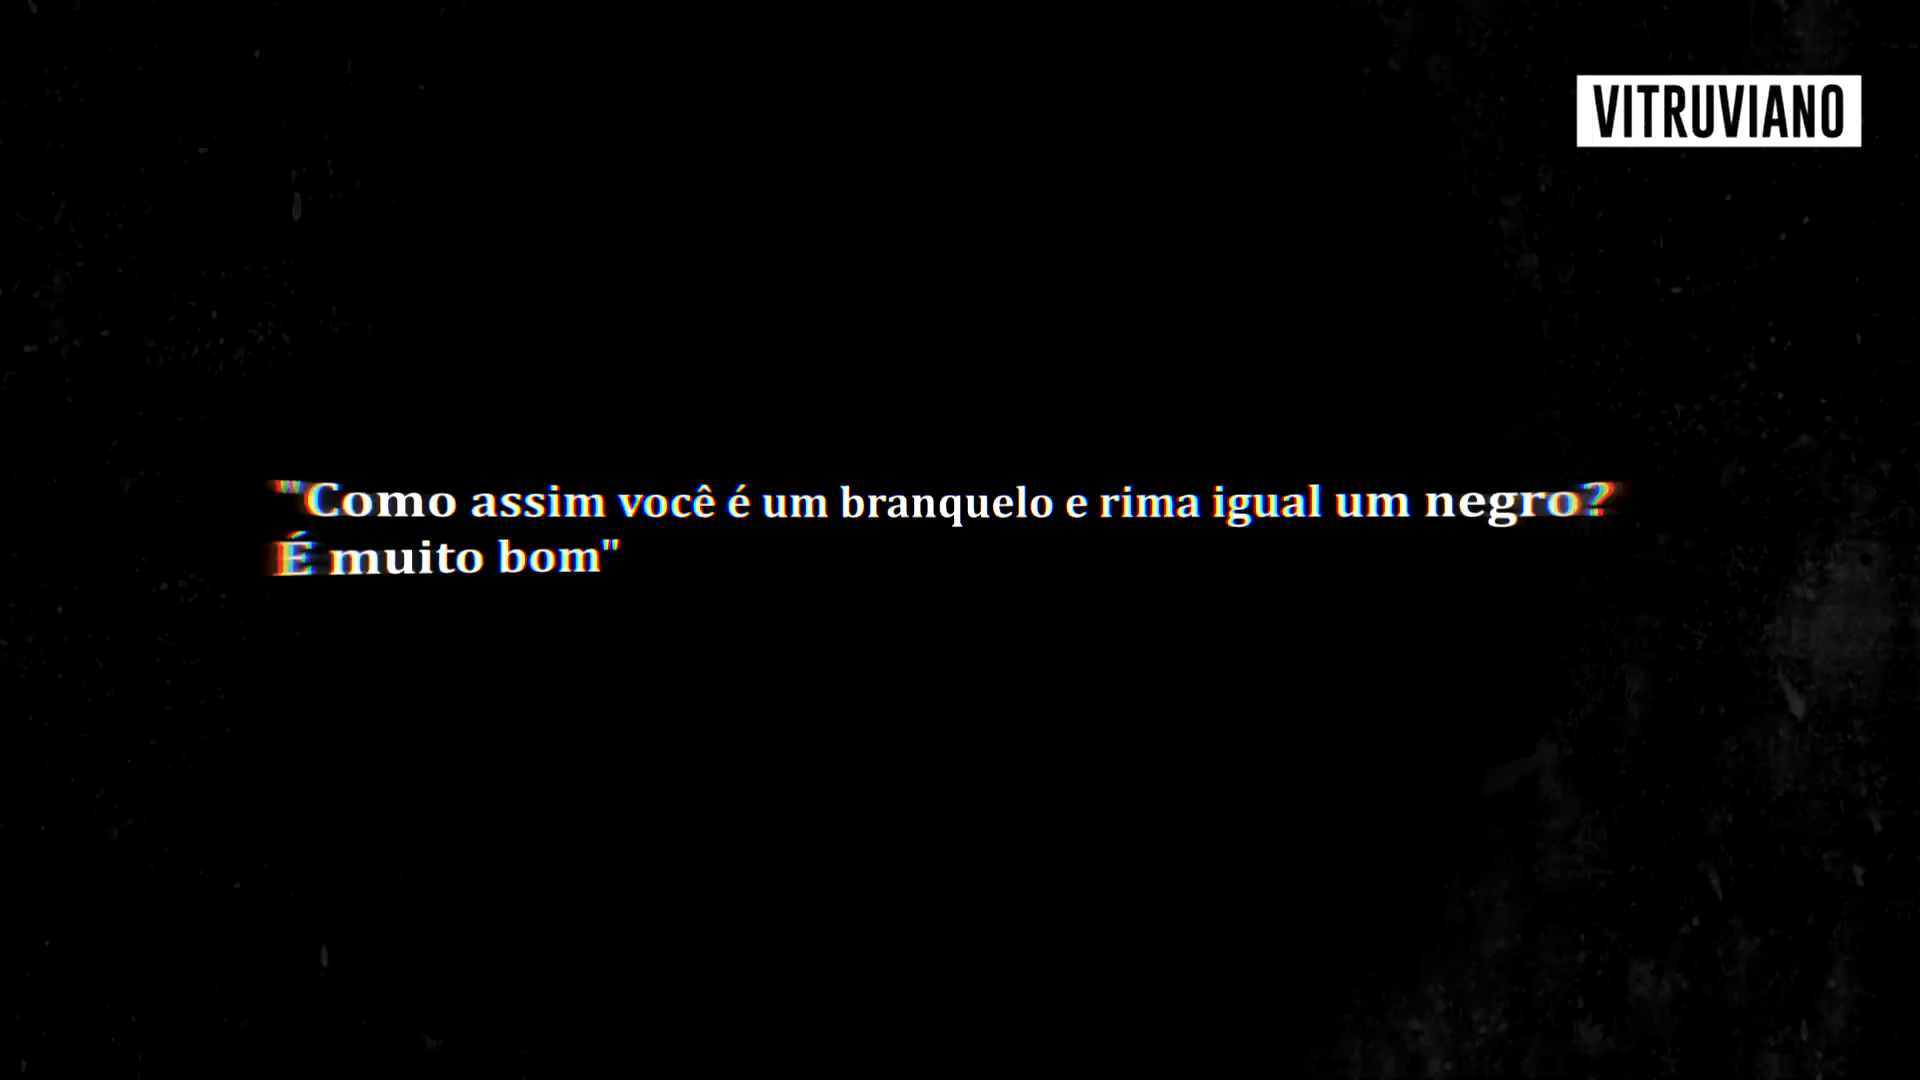 VITRUVIANO
"Como assim você é um branquelo e rima igual um negro?
É muito bom"